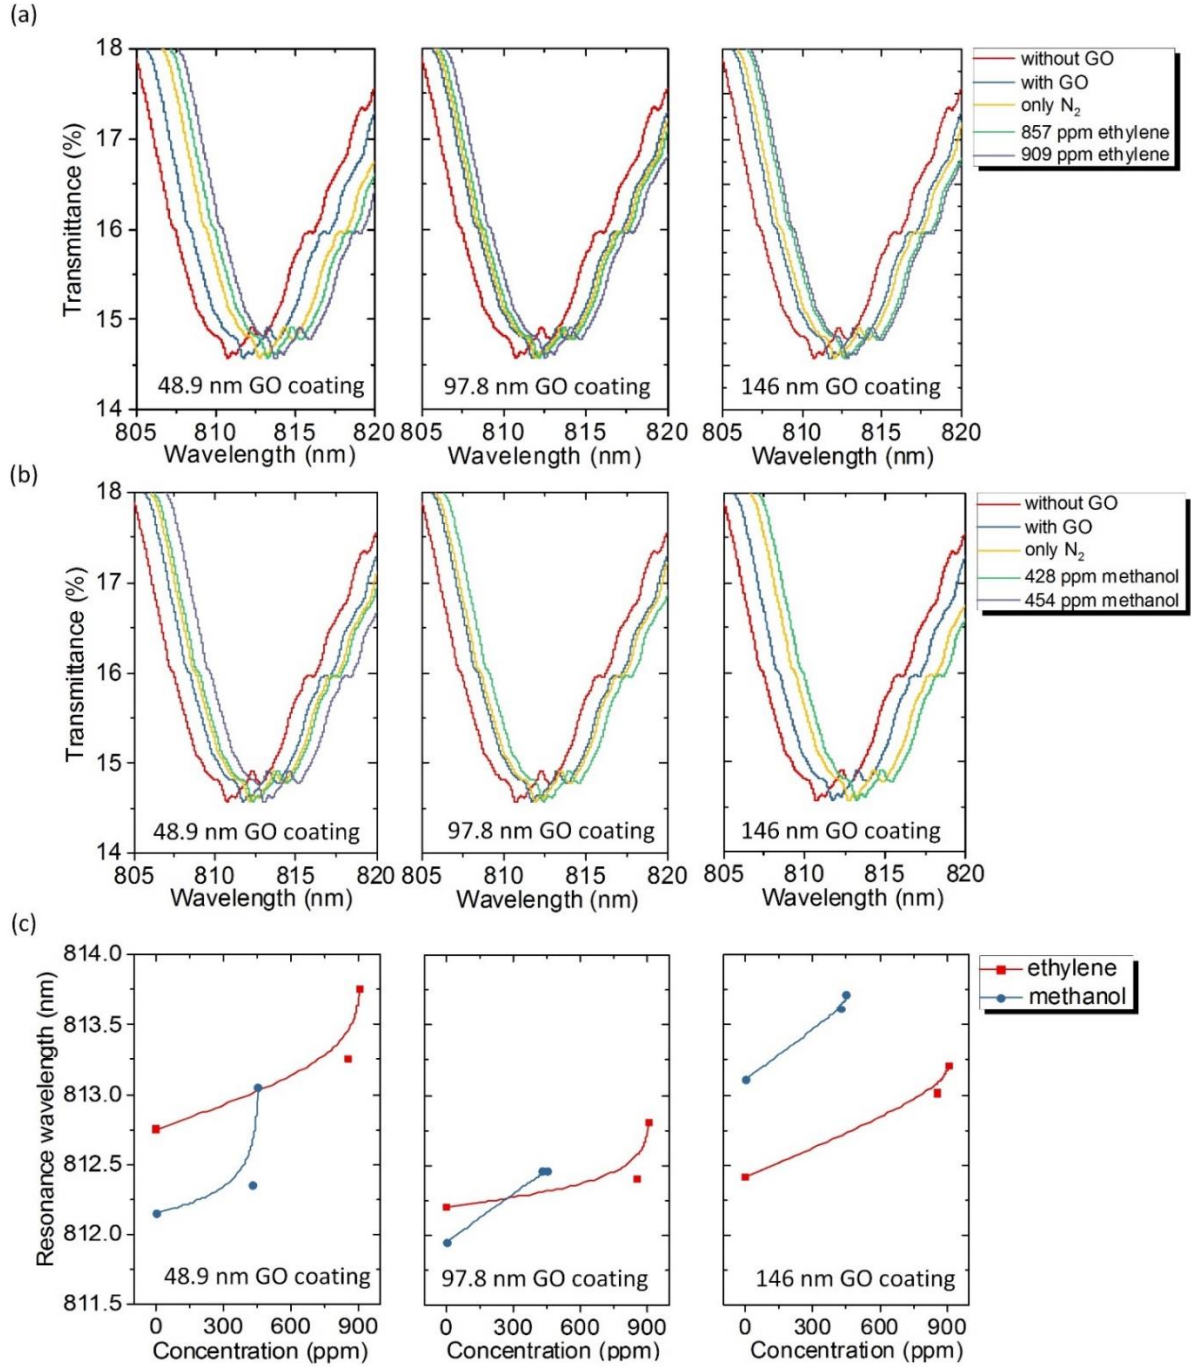 (a)
Transmittance (%)
18
17
16
15
14
48.9 nm GO coating
97.8 nm GO coating
146 nm GO coating
805 810 815 820 805 810 815 820 805 810 815 820
Wavelength (nm) Wavelength (nm) Wavelength (nm)
without GO
with GO
only N₂
857 ppm ethylene
909 ppm ethylene
(b)
Transmittance (%)
18
17
16
15
14
48.9 nm GO coating
97.8 nm GO coating
146 nm GO coating
805 810 815 820 805 810 815 820 805 810 815 820
Wavelength (nm) Wavelength (nm) Wavelength (nm)
without GO
with GO
only N₂
428 ppm methanol
454 ppm methanol
(c)
Resonance wavelength (nm)
814.0
813.5
813.0
812.5
812.0
811.5
48.9 nm GO coating
97.8 nm GO coating
146 nm GO coating
0 300 600 900 0 300 600 900 0 300 600 900
Concentration (ppm) Concentration (ppm) Concentration (ppm)
ethylene
methanol